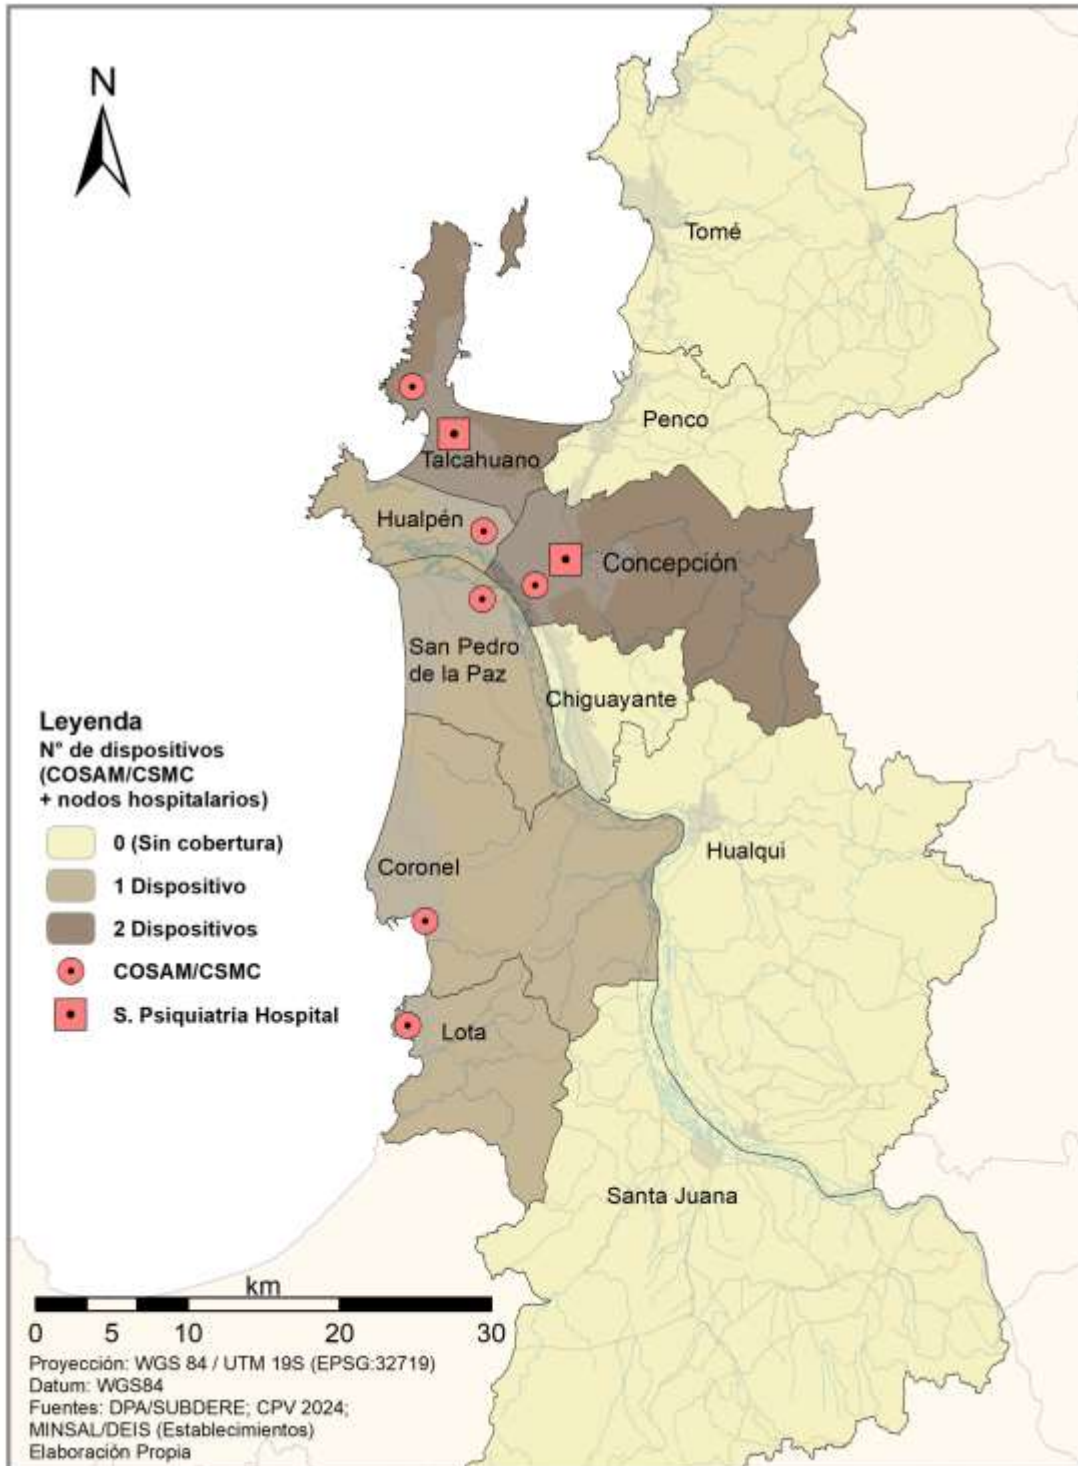 N
Tomé
Penco
Talcahuano
Hualpén
Concepción
San Pedro
de la Paz
Chiguayante
Leyenda
N° de dispositivos
(COSAM/CSMC
+ nodos hospitalarios)
0 (Sin cobertura)
1 Dispositivo
2 Dispositivos
COSAM/CSMC
S. Psiquiatria Hospital
Hualqui
Coronel
Lota
Santa Juana
km
0 5 10 20 30
Proyección: WGS 84 / UTM 19S (EPSG:32719)
Datum: WGS84
Fuentes: DPA/SUBDERE; CPV 2024;
MINSAL/DEIS (Establecimientos)
Elaboración Propia